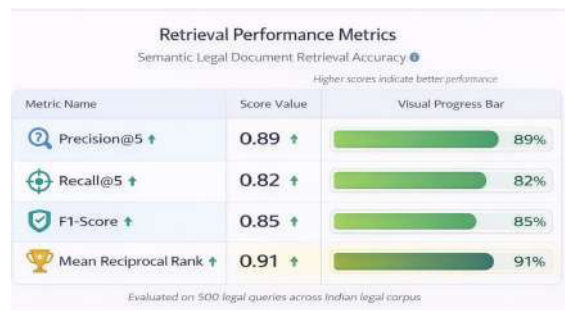 Retrieval Performance Metrics
Semantic Legal Document Retrieval Accuracy
Higher scores indicate better performance
Metric Name Score Value Visual Progress Bar
Precision@5 ↑ 0.89 ↑ 89%
Recall@5 ↑ 0.82 ↑ 82%
F1-Score ↑ 0.85 ↑ 85%
Mean Reciprocal Rank ↑ 0.91 ↑ 91%
Evaluated on 500 legal queries across Indian legal corpus